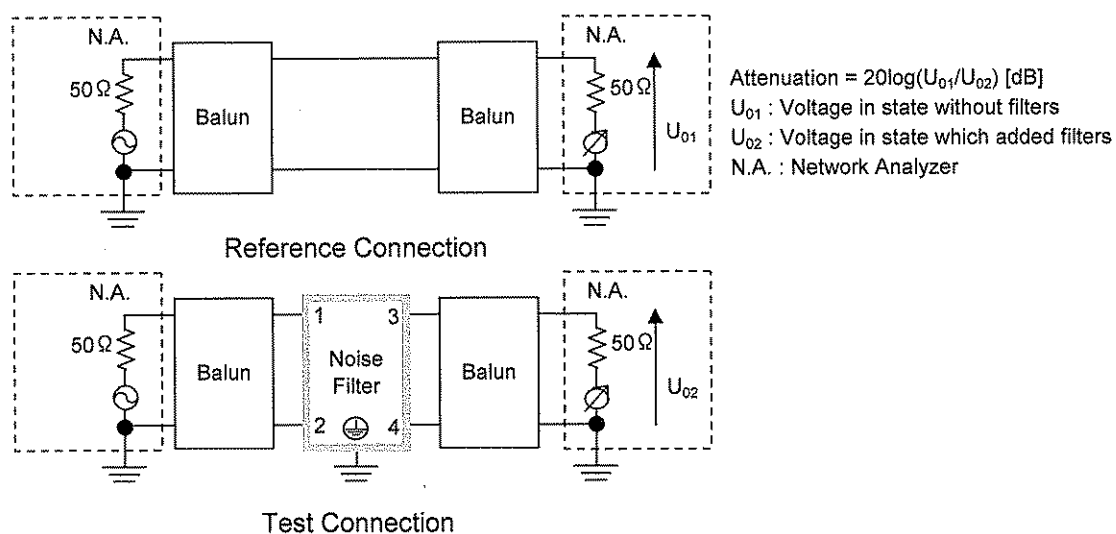 N.A.
N.A.
50Ω
Balun
Balun
50Ω
U01
Attenuation = 20log(U01/U02) [dB]
U01 : Voltage in state without filters
U02 : Voltage in state which added filters
N.A. : Network Analyzer
Reference Connection
N.A.
N.A.
50Ω
Balun
1
3
Noise
Filter
2
4
Balun
50Ω
U02
Test Connection